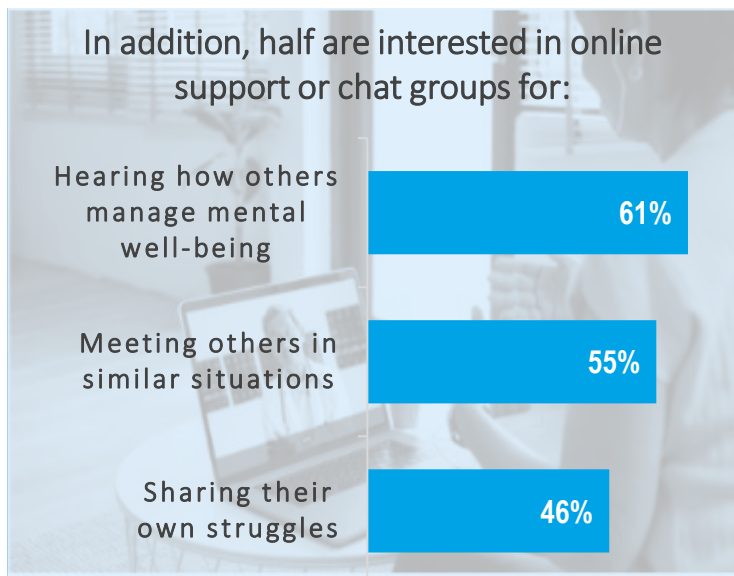 In addition, half are interested in online
support or chat groups for:
Hearing how others
manage mental
well-being
61%
Meeting others in
similar situations
55%
Sharing their
own struggles
46%